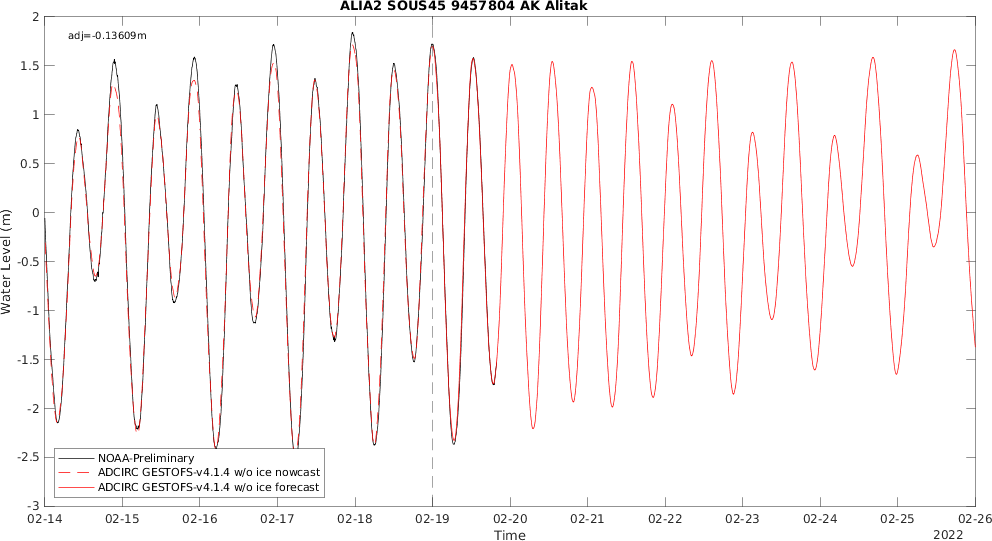 ALIA2 SOUS45 9457804 AK Alitak
adj=-0.13609m
2
1.5
1
0.5
0
-0.5
-1
-1.5
-2
-2.5
-3
Water Level (m)
NOAA-Preliminary
ADCIRC GESTOFS-v4.1.4 w/o ice nowcast
ADCIRC GESTOFS-v4.1.4 w/o ice forecast
02-14 02-15 02-16 02-17 02-18 02-19 02-20 02-21 02-22 02-23 02-24 02-25 02-26
Time
2022